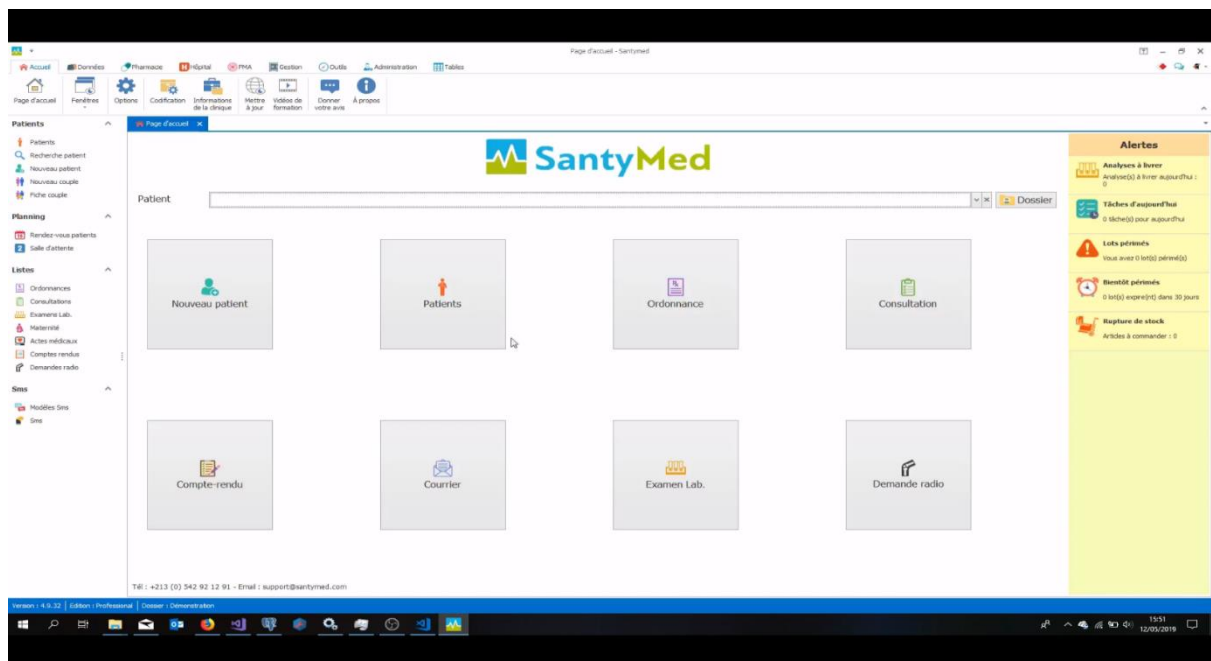 Page d'accueil - Santymed
Accueil Données Pharmacie Hôpital PMA Gestion Outils Administration Tables
Page d'accueil Fenêtres Options Codification Informations de la clinique Mettre à jour Vidéos de formation Donner votre avis À propos
Patients
Patients
Recherche patient
Nouveau patient
Nouveau couple
Fiche couple
Planning
Rendez-vous patients
Salle d'attente
Listes
Ordonnances
Consultations
Examens Lab.
Maternité
Actes médicaux
Comptes rendus
Demandes radio
Sms
Modèles Sms
Sms
Page d'accueil
SantyMed
Patient
Dossier
Nouveau patient
Patients
Ordonnance
Consultation
Compte-rendu
Courrier
Examen Lab.
Demande radio
Tél : +213 (0) 542 92 12 91 - Email : support@santymed.com
Alertes
Analyses à livrer
Analyse(s) à livrer aujourd'hui :
0
Tâches d'aujourd'hui
0 tâche(s) pour aujourd'hui
Lots périmés
Vous avez 0 lot(s) périmé(s)
Bientôt périmés
0 lot(s) expire(nt) dans 30 jours
Rupture de stock
Articles à commander : 0
Version : 4.9.32 | Edition : Professional | Dossier : Démonstration
15:51
12/05/2019